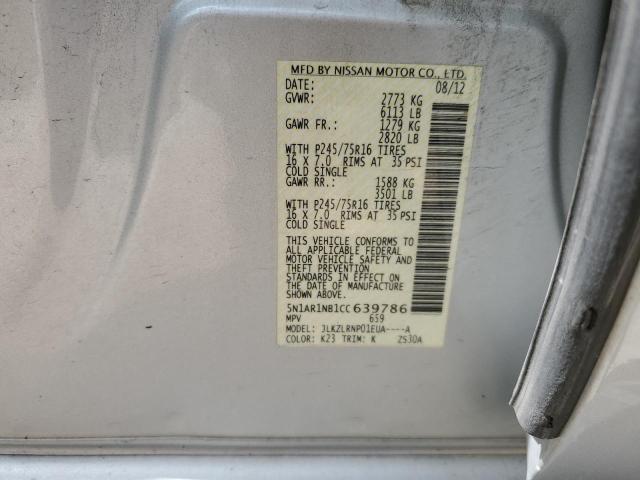 MFD BY NISSAN MOTOR CO., LTD.
DATE: 08/12
GVWR: 2773 KG
6113 LB
GAWR FR.: 1279 KG
2820 LB
WITH P245/75R16 TIRES
16 X 7.0 RIMS AT 35 PSI
COLD SINGLE
GAWR RR.: 1588 KG
3501 LB
WITH P245/75R16 TIRES
16 X 7.0 RIMS AT 35 PSI
COLD SINGLE
THIS VEHICLE CONFORMS TO
ALL APPLICABLE FEDERAL
MOTOR VEHICLE SAFETY AND
THEFT PREVENTION
STANDARDS IN EFFECT ON
THE DATE OF MANUFACTURE
SHOWN ABOVE.
5N1AR1NB1CC639786
MPV 659
MODEL: JLKZLRNP01EUA----A
COLOR: K23 TRIM: K ZS30A